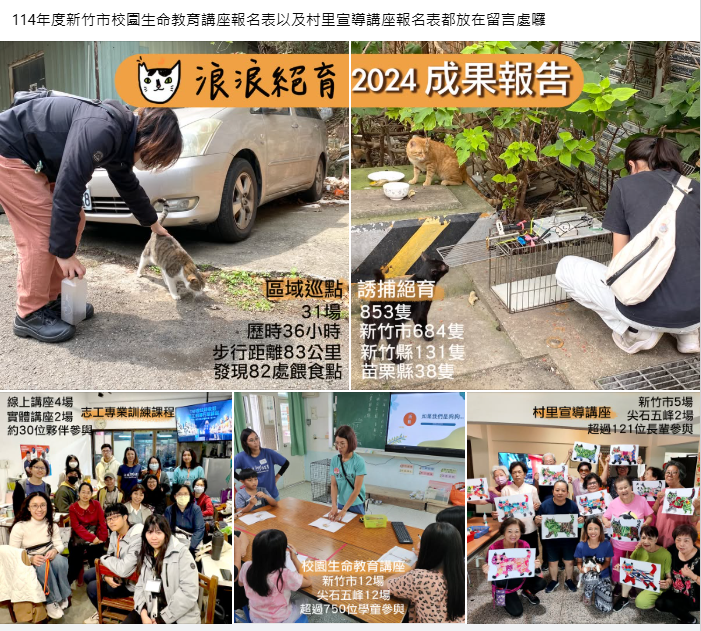 114年度新竹市校園生命教育講座報名表以及村里宣導講座報名表都放在留言處囉
浪浪絕育 2024 成果報告
區域巡點
31場
歷時36小時
步行距離83公里
發現82處餵食點
誘捕絕育
853隻
新竹市684隻
新竹縣131隻
苗栗縣38隻
線上講座4場
實體講座2場
約30位夥伴參與
志工專業訓練課程
校園生命教育講座
新竹市12場
尖石五峰12場
超過750位學童參與
村里宣導講座
新竹市5場
尖石五峰2場
超過121位長輩參與